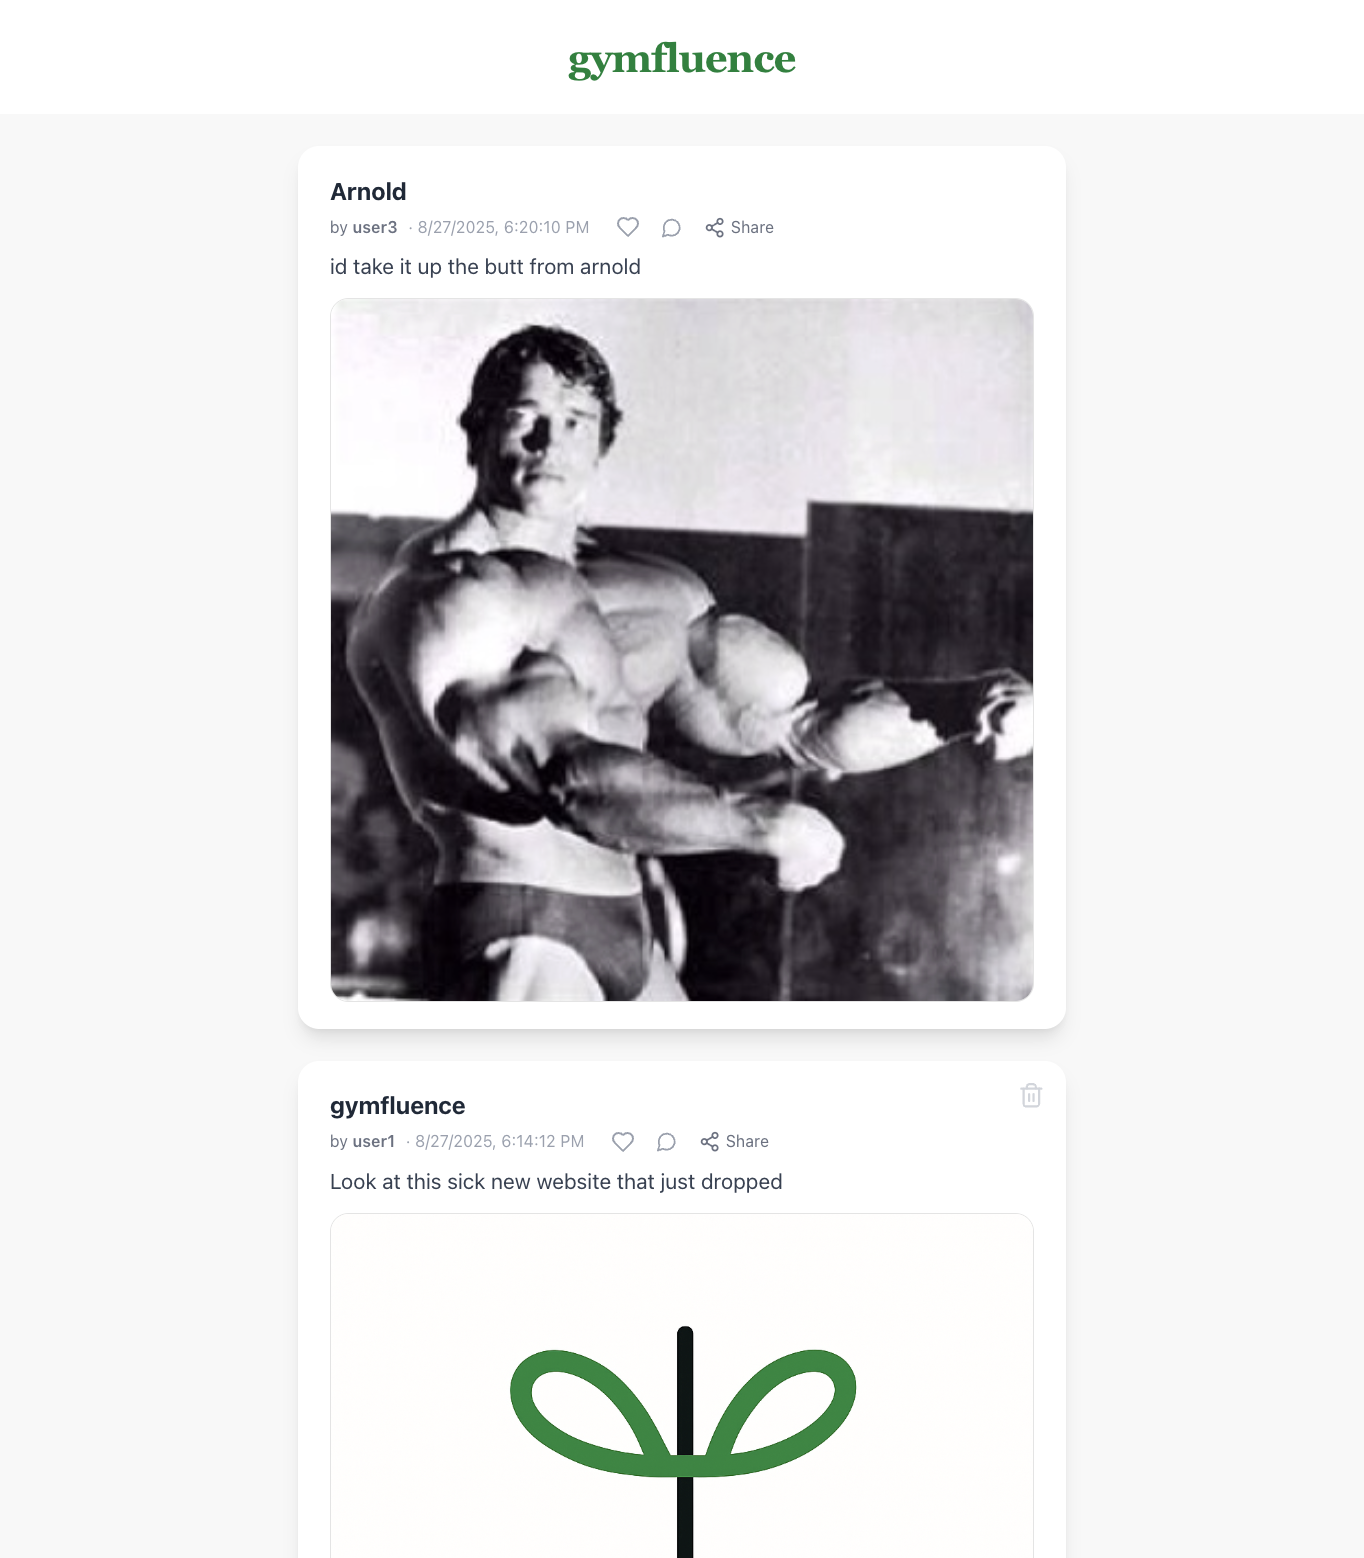 gymfluence
Arnold
by user3 · 8/27/2025, 6:20:10 PM Share
id take it up the butt from arnold
gymfluence
by user1 · 8/27/2025, 6:14:12 PM Share
Look at this sick new website that just dropped